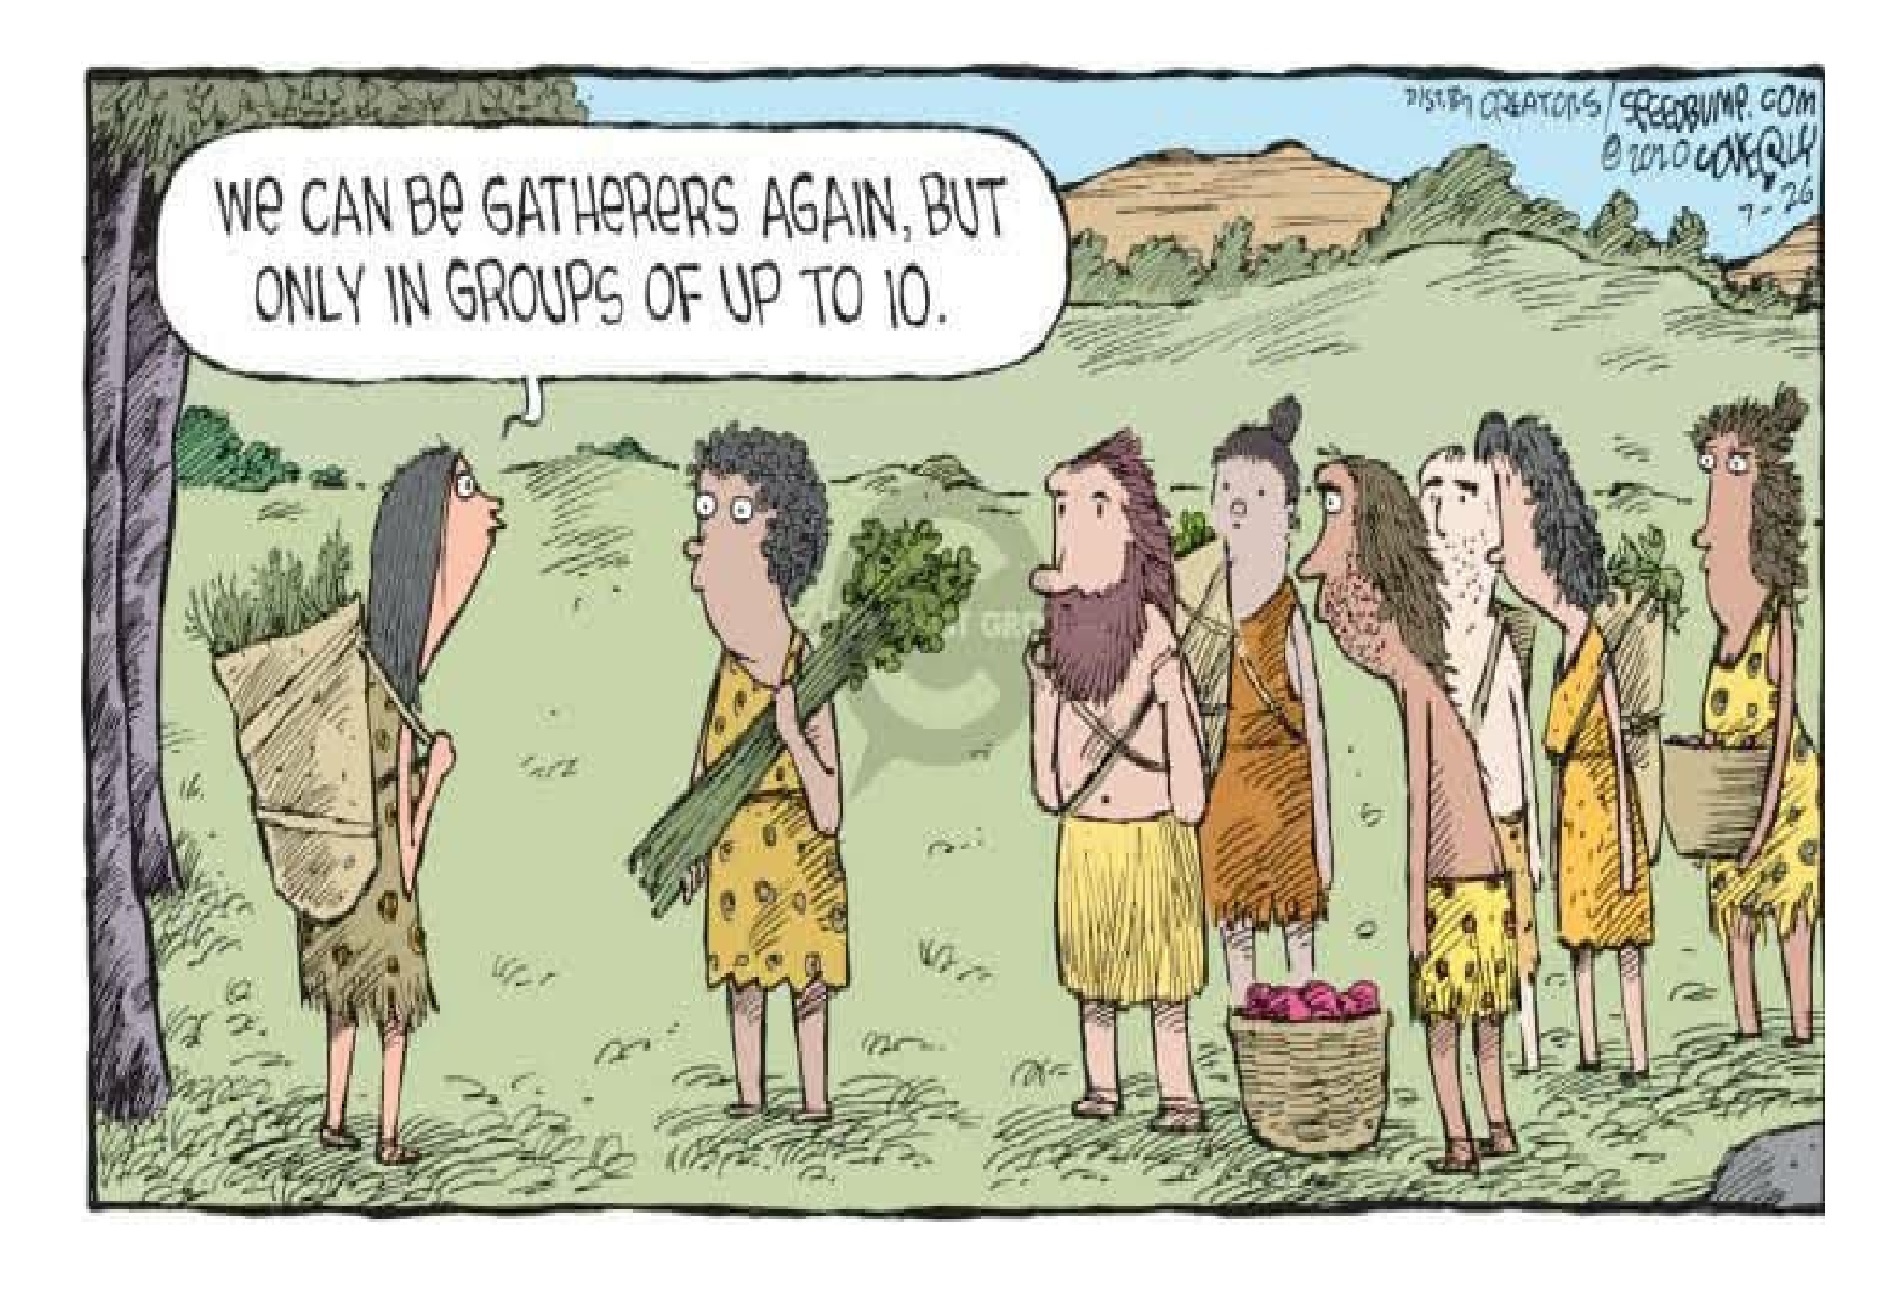 WE CAN BE GATHERERS AGAIN, BUT
ONLY IN GROUPS OF UP TO 10.
DIST. BY CREATORS / SPEEDBUMP.COM
© 2020 COVERLY
7-26